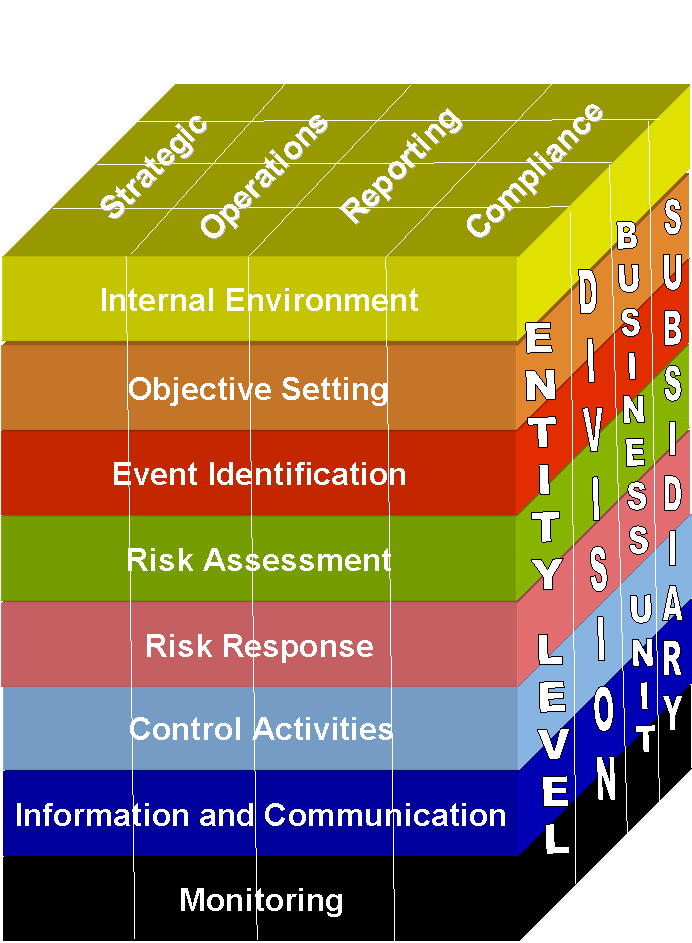 Strategic
Operations
Reporting
Compliance
Internal Environment
Objective Setting
Event Identification
Risk Assessment
Risk Response
Control Activities
Information and Communication
Monitoring
ENTITY LEVEL
DIVISION
BUSINESS UNIT
SUBSIDIARY